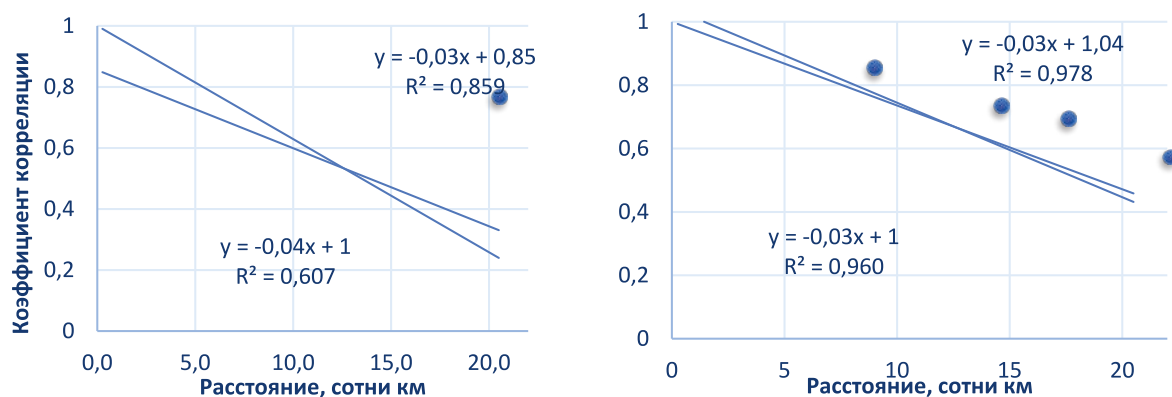 Коэффициент корреляции
1
0,8
0,6
0,4
0,2
0
y = -0,03x + 0,85
R² = 0,859
y = -0,04x + 1
R² = 0,607
0,0 5,0 10,0 15,0 20,0
Расстояние, сотни км
1
0,8
0,6
0,4
0,2
0
y = -0,03x + 1,04
R² = 0,978
y = -0,03x + 1
R² = 0,960
0 5 10 15 20
Расстояние, сотни км